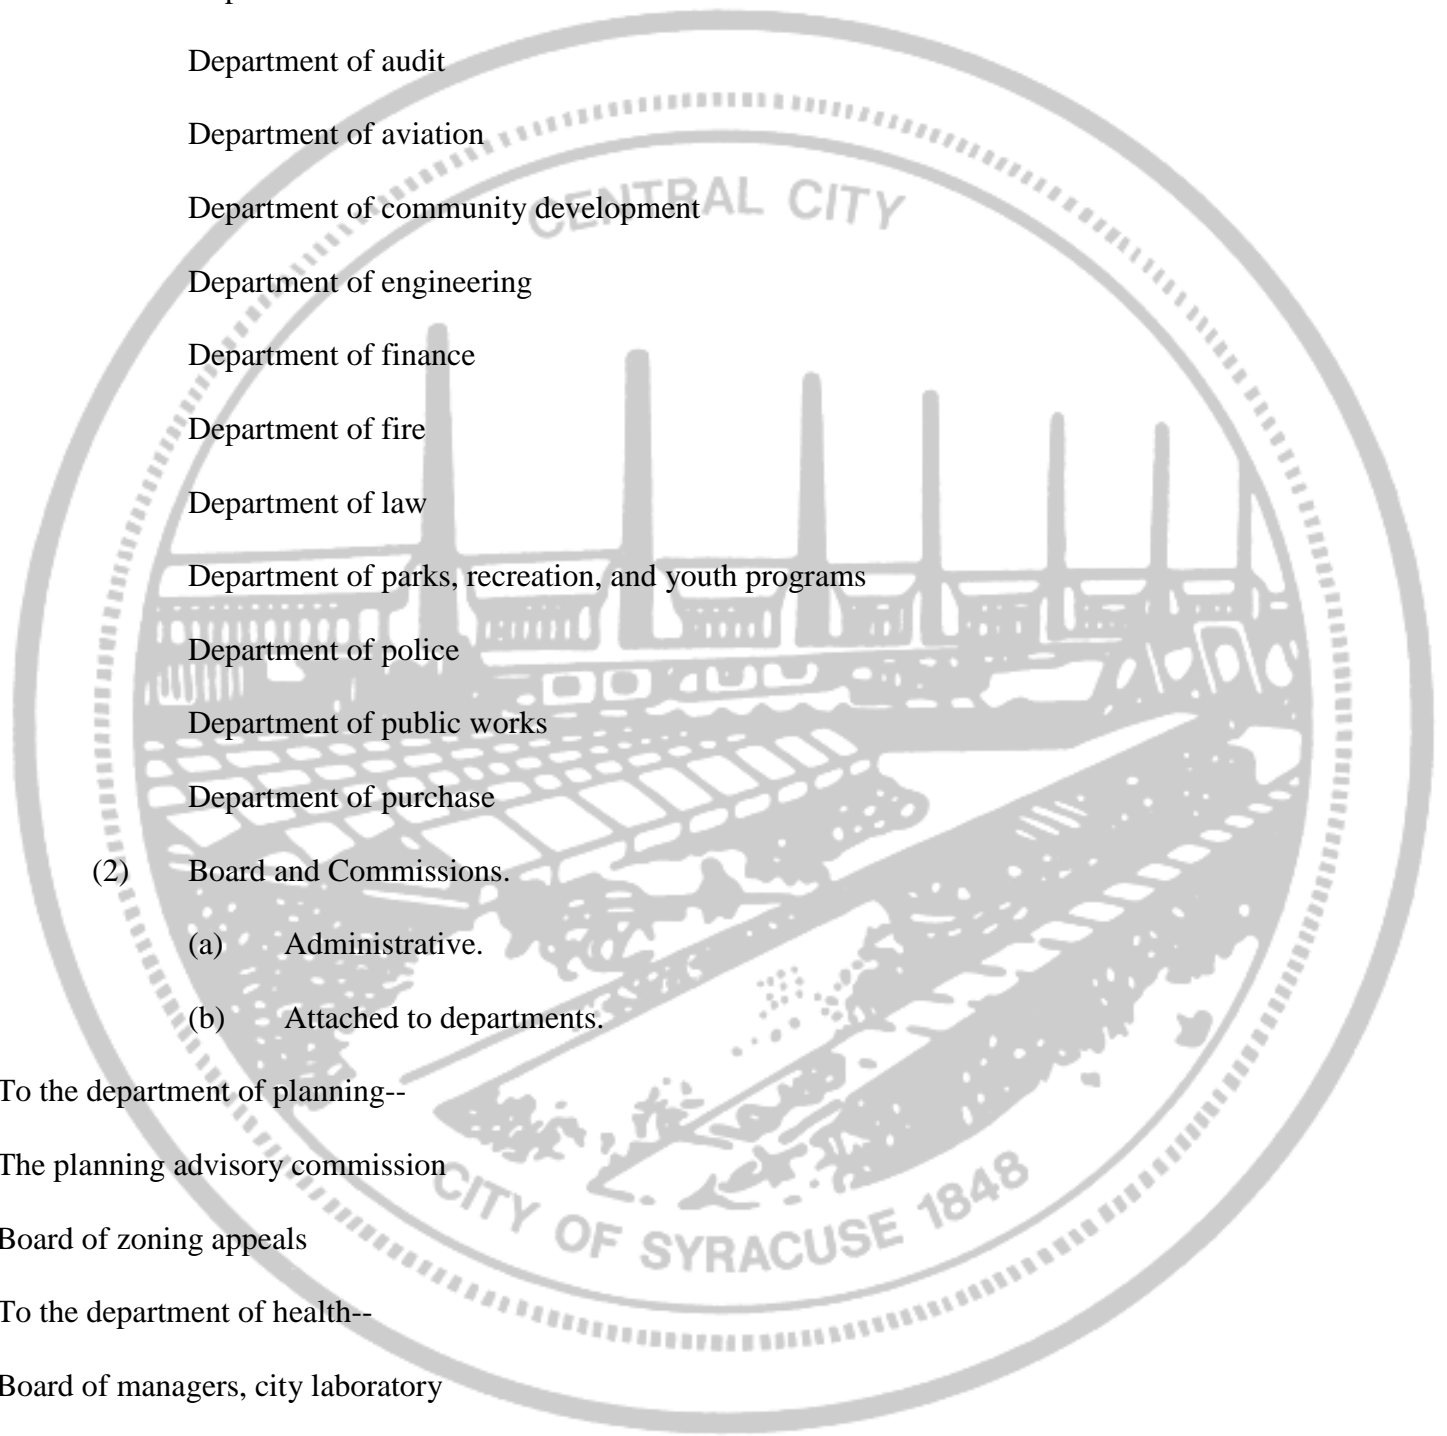 Department of audit
Department of aviation
Department of community development
Department of engineering
Department of finance
Department of fire
Department of law
Department of parks, recreation, and youth programs
Department of police
Department of public works
Department of purchase
(2) Board and Commissions.
(a) Administrative.
(b) Attached to departments.
To the department of planning--
The planning advisory commission
Board of zoning appeals
To the department of health--
Board of managers, city laboratory
CENTRAL CITY
CITY OF SYRACUSE 1848